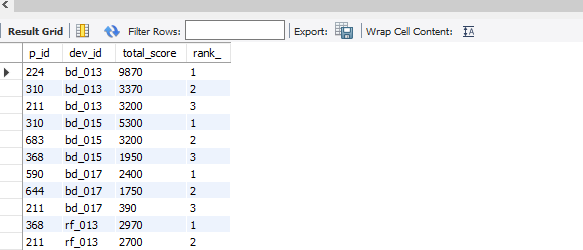 Result Grid Filter Rows: Export: Wrap Cell Content:
p_id dev_id total_score rank_
224 bd_013 9870 1
310 bd_013 3370 2
211 bd_013 3200 3
310 bd_015 5300 1
683 bd_015 3200 2
368 bd_015 1950 3
590 bd_017 2400 1
644 bd_017 1750 2
211 bd_017 390 3
368 rf_013 2970 1
211 rf_013 2700 2